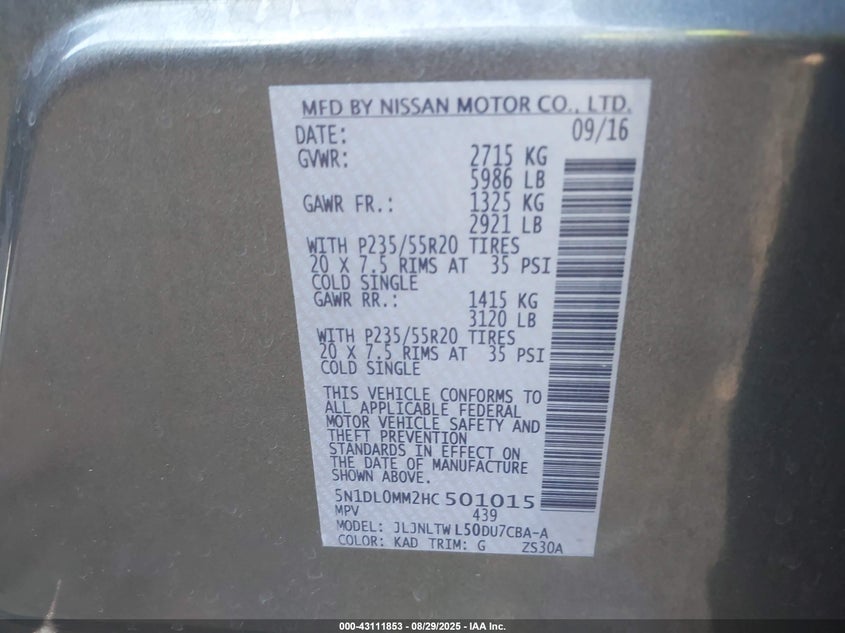 MFD BY NISSAN MOTOR CO., LTD.
DATE: 09/16
GVWR: 2715 KG
5986 LB
GAWR FR.: 1325 KG
2921 LB
WITH P235/55R20 TIRES
20 X 7.5 RIMS AT 35 PSI
COLD SINGLE
GAWR RR.: 1415 KG
3120 LB
WITH P235/55R20 TIRES
20 X 7.5 RIMS AT 35 PSI
COLD SINGLE
THIS VEHICLE CONFORMS TO
ALL APPLICABLE FEDERAL
MOTOR VEHICLE SAFETY AND
THEFT PREVENTION
STANDARDS IN EFFECT ON
THE DATE OF MANUFACTURE
SHOWN ABOVE.
5N1DL0MM2HC501015
MPV 439
MODEL: JLJNLTW L50DU7CBA-A
COLOR: KAD TRIM: G ZS30A
000-43111853 - 08/29/2025 - IAA Inc.